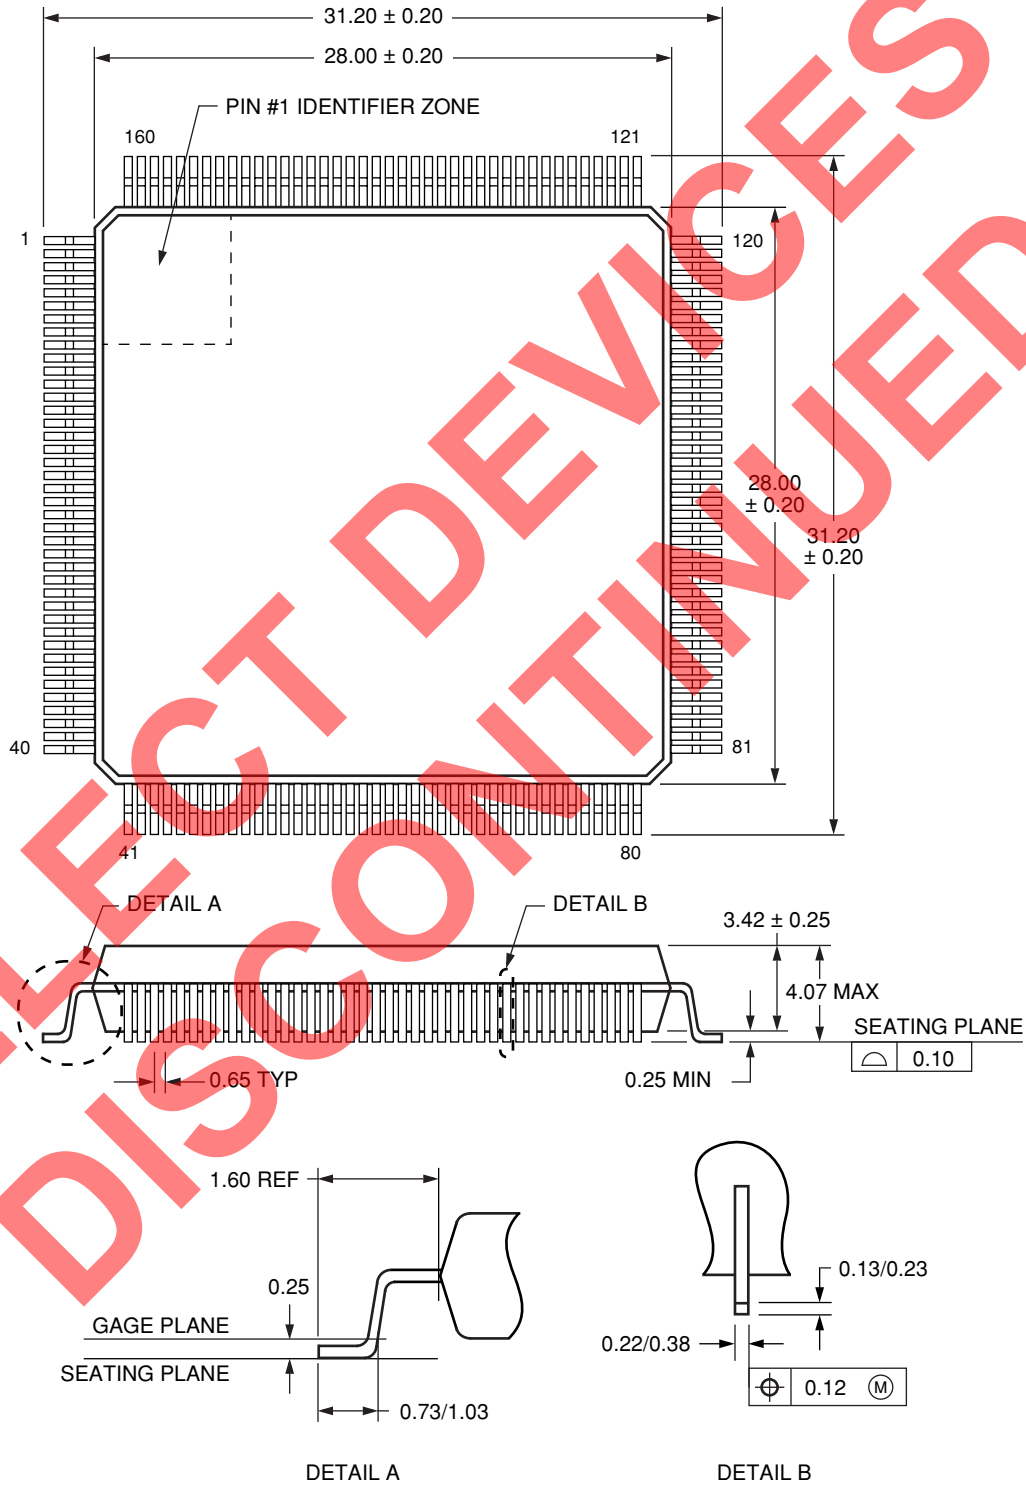 31.20 ± 0.20
28.00 ± 0.20
PIN #1 IDENTIFIER ZONE
160
121
1
120
28.00
± 0.20
31.20
± 0.20
40
81
41
80
DETAIL A
DETAIL B
3.42 ± 0.25
4.07 MAX
SEATING PLANE
0.10
0.65 TYP
0.25 MIN
1.60 REF
0.25
GAGE PLANE
SEATING PLANE
0.73/1.03
DETAIL A
0.13/0.23
0.22/0.38
0.12 Ⓜ
DETAIL B
LECT DEVICES
DISCONTINUED